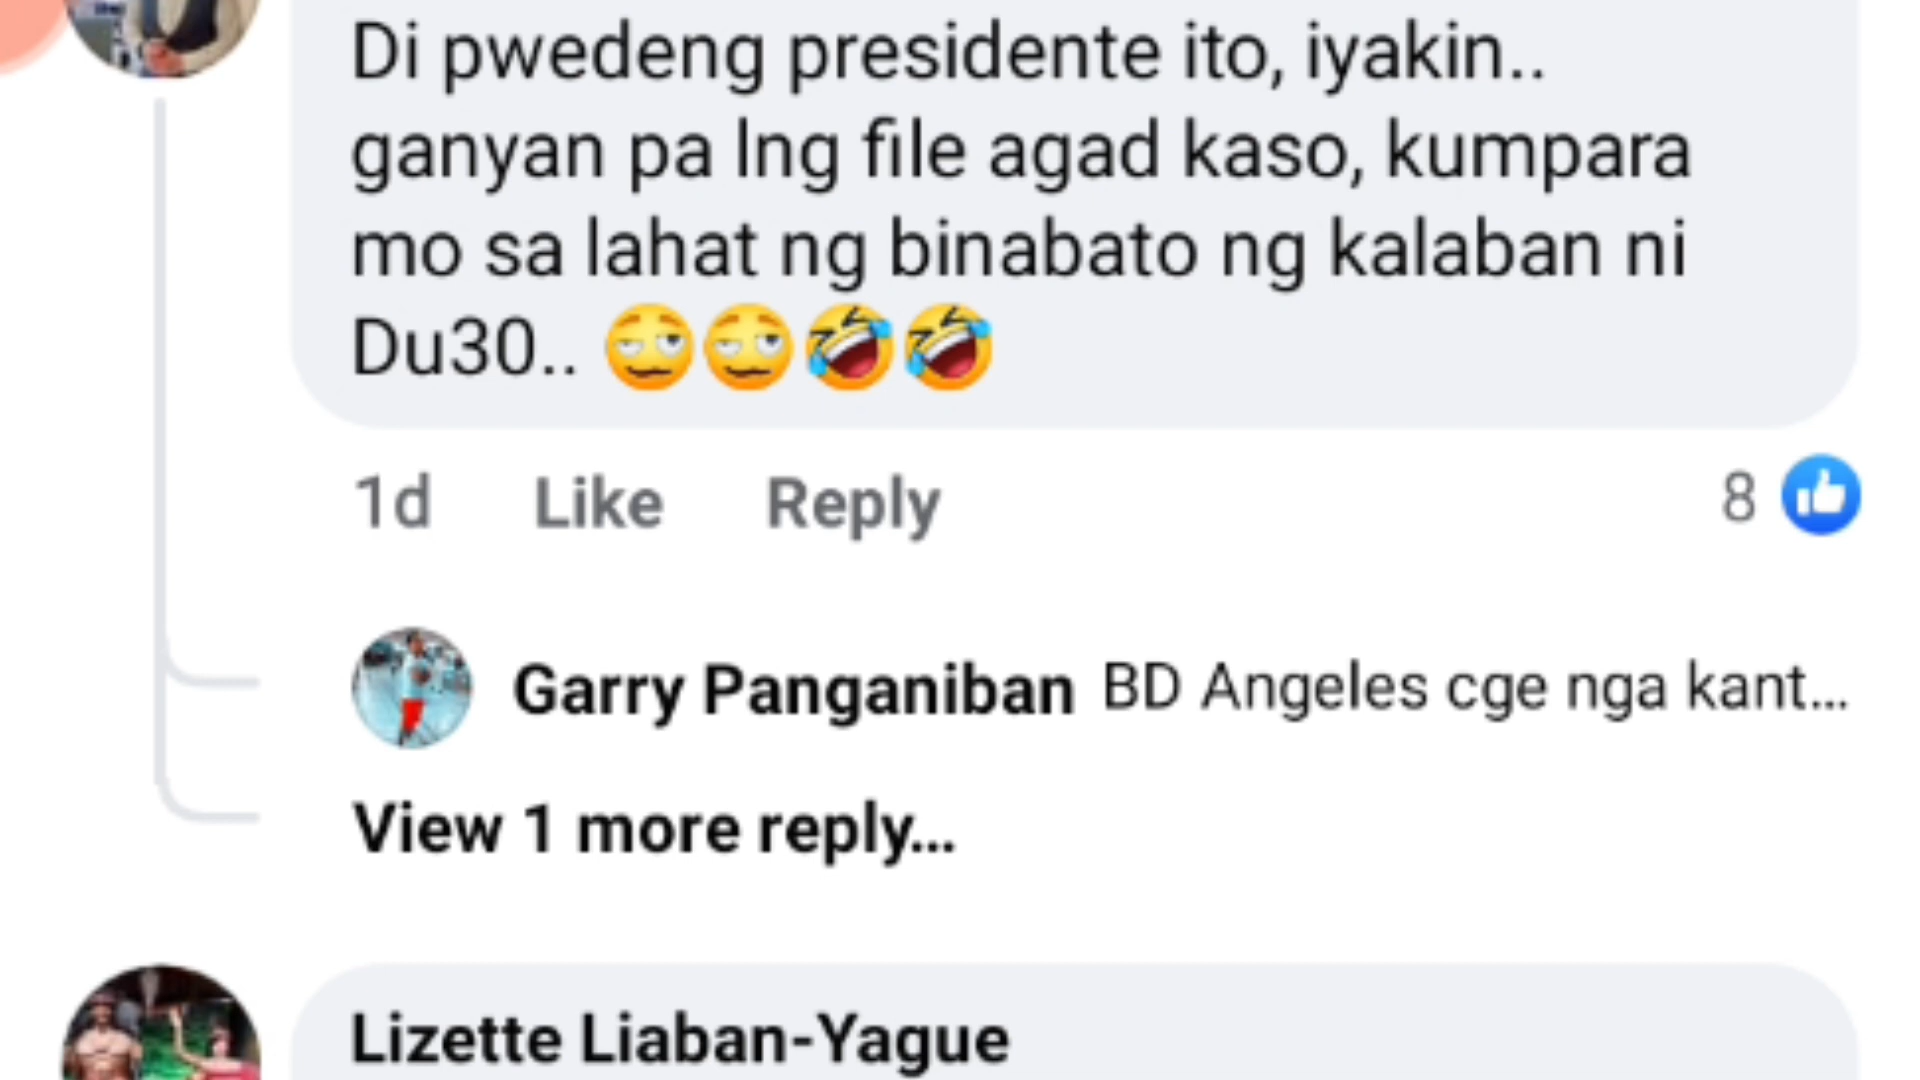 Di pwedeng presidente ito, iyakin..
ganyan pa lng file agad kaso, kumpara
mo sa lahat ng binabato ng kalaban ni
Du30.. 🥴🥴🤣🤣
1d Like Reply 8
Garry Panganiban BD Angeles cge nga kant...
View 1 more reply...
Lizette Liaban-Yague